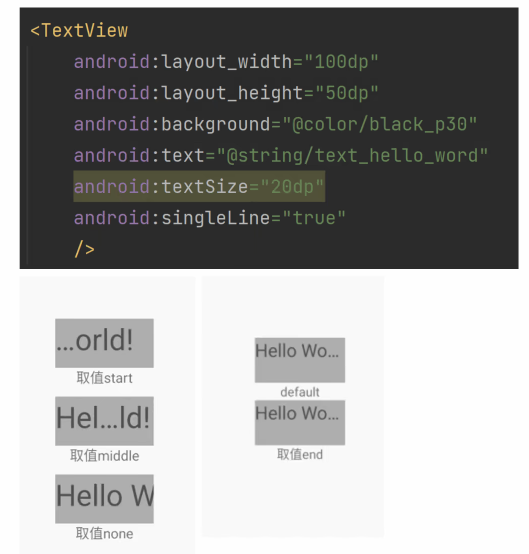 <TextView
android:layout_width="100dp"
android:layout_height="50dp"
android:background="@color/black_p30"
android:text="@string/text_hello_word"
android:textSize="20dp"
android:singleLine="true"
/>
…orld!
取值start
Hel…ld!
取值middle
Hello W
取值none
Hello Wo…
default
Hello Wo…
取值end